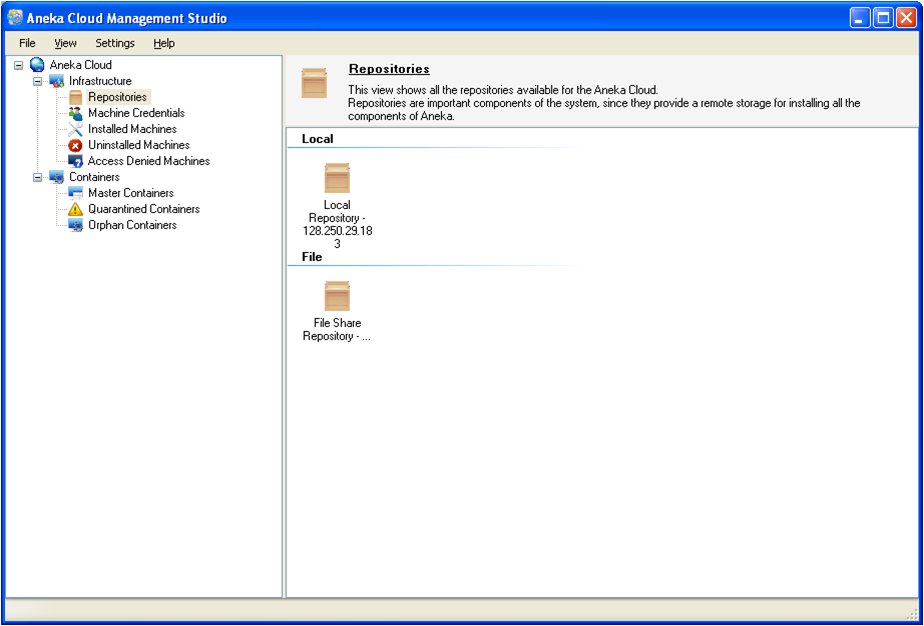 Aneka Cloud Management Studio
File View Settings Help
Aneka Cloud
Infrastructure
Repositories
Machine Credentials
Installed Machines
Uninstalled Machines
Access Denied Machines
Containers
Master Containers
Quarantined Containers
Orphan Containers
Repositories
This view shows all the repositories available for the Aneka Cloud.
Repositories are important components of the system, since they provide a remote storage for installing all the
components of Aneka.
Local
Local
Repository -
128.250.29.18
3
File
File Share
Repository - ...